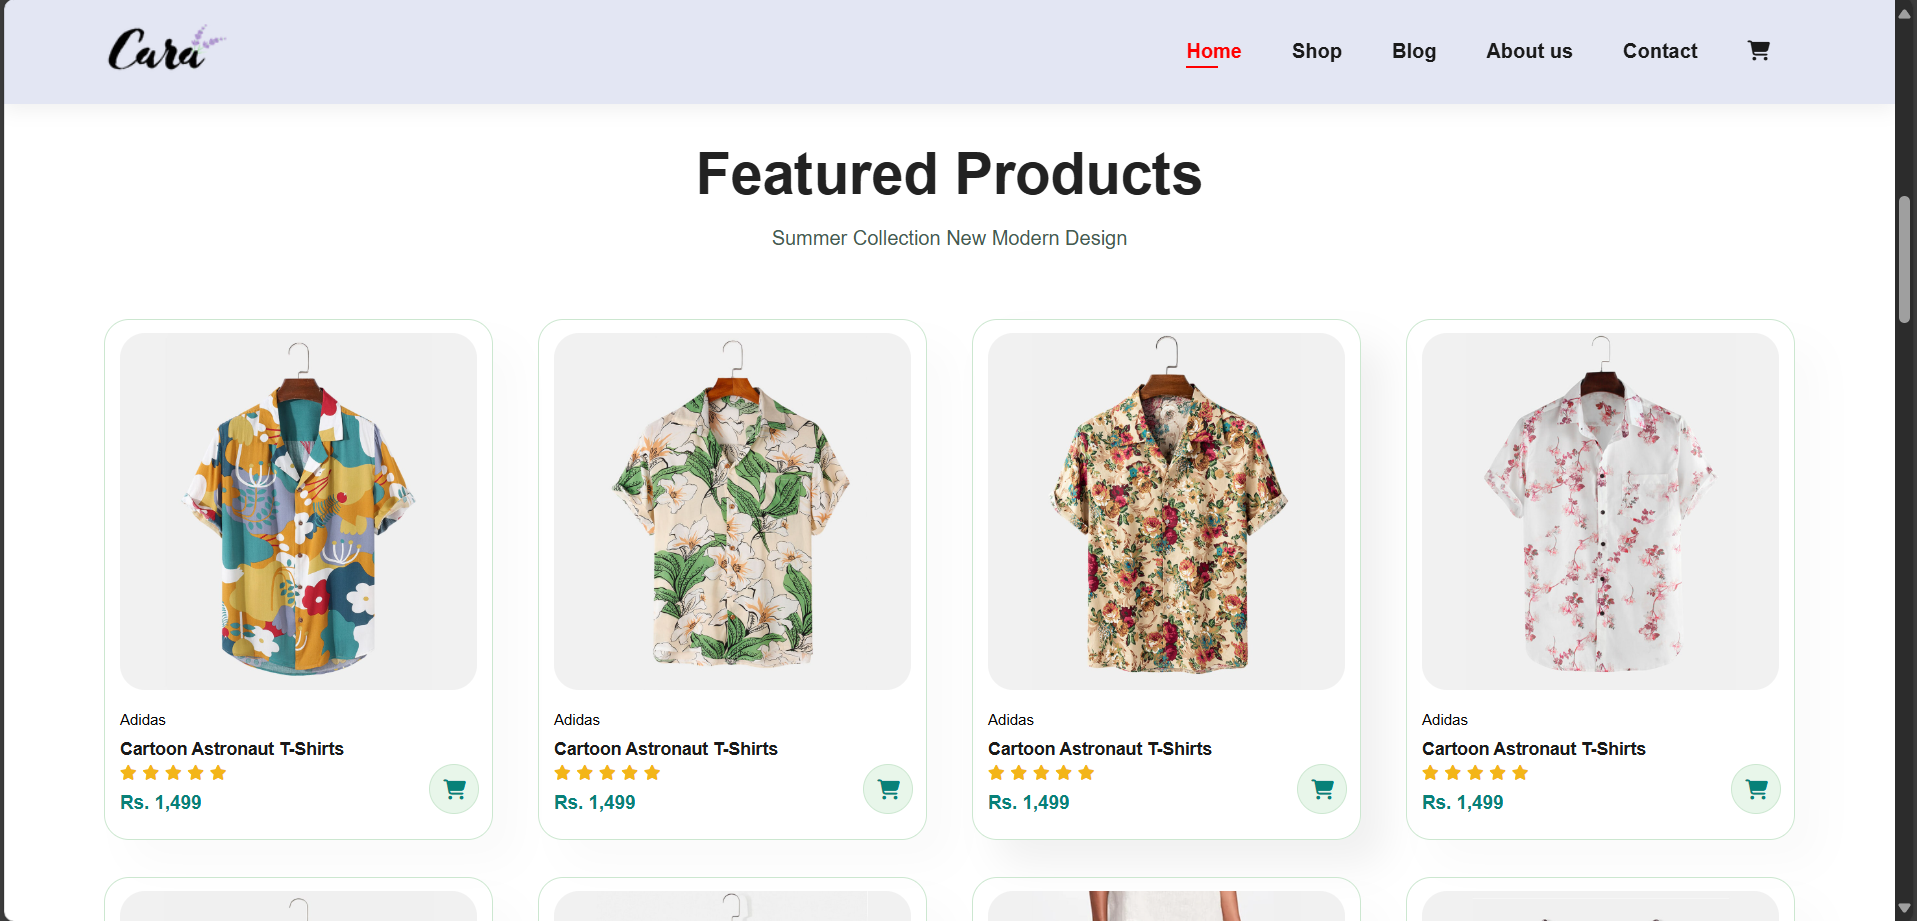 Cara
Home Shop Blog About us Contact
Featured Products
Summer Collection New Modern Design
Adidas
Cartoon Astronaut T-Shirts
Rs. 1,499
Adidas
Cartoon Astronaut T-Shirts
Rs. 1,499
Adidas
Cartoon Astronaut T-Shirts
Rs. 1,499
Adidas
Cartoon Astronaut T-Shirts
Rs. 1,499